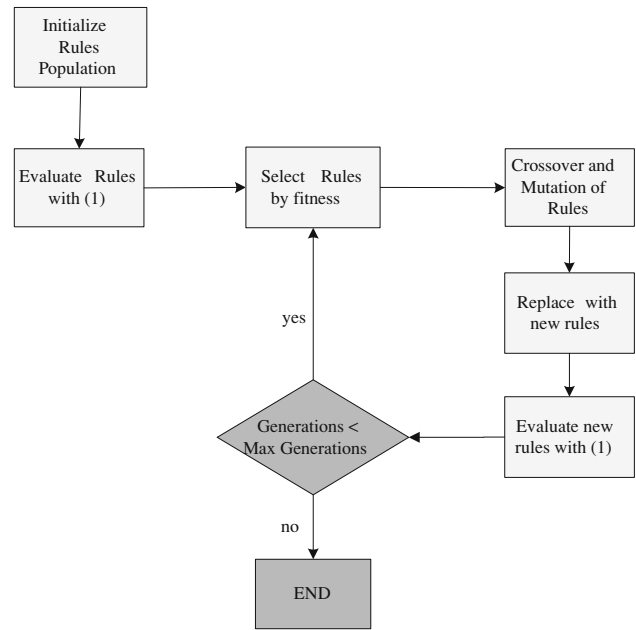 Initialize
Rules
Population
Evaluate Rules
with (1)
Select Rules
by fitness
Crossover and
Mutation of
Rules
Replace with
new rules
Evaluate new
rules with (1)
Generations <
Max Generations
yes
no
END